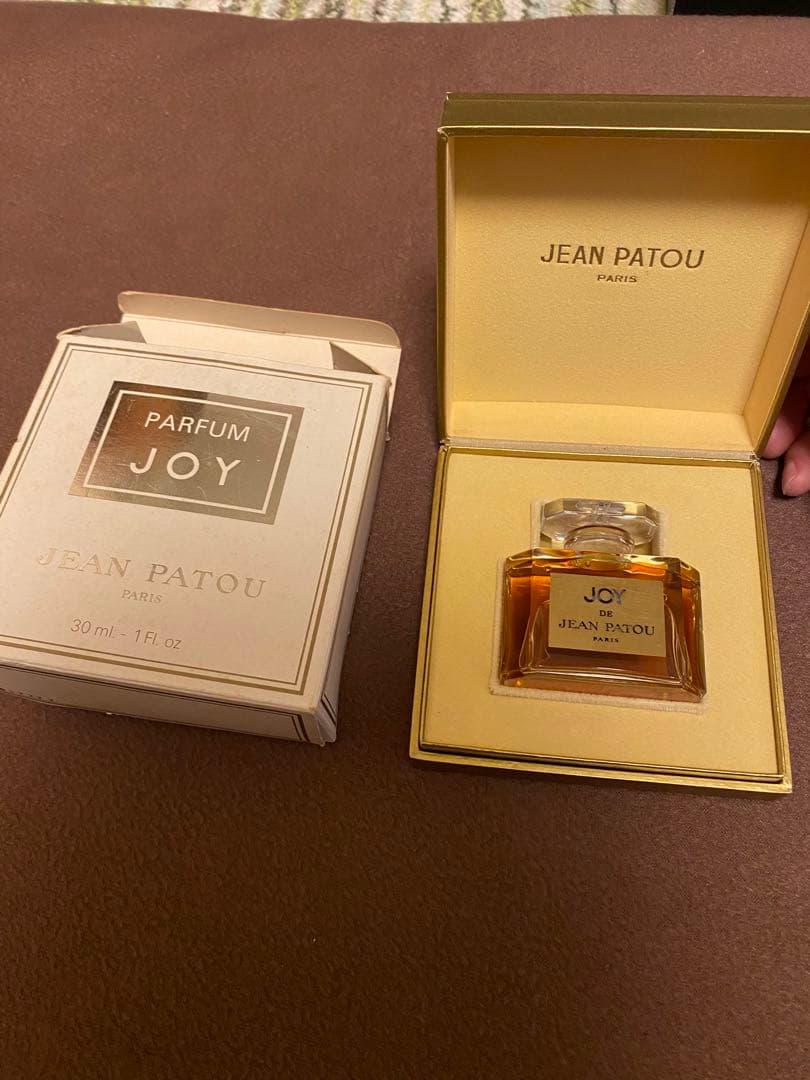 PARFUM
JOY
JEAN PATOU
PARIS
30 ml. - 1 Fl. oz
JEAN PATOU
PARIS
JOY
DE
JEAN PATOU
PARIS